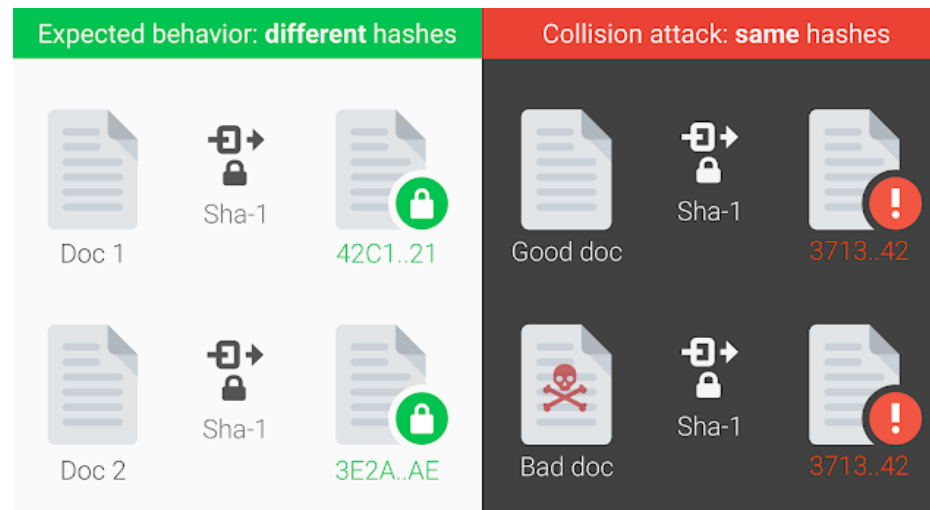 Expected behavior: different hashes
Sha-1
Doc 1
42C1..21
Sha-1
Doc 2
3E2A..AE
Collision attack: same hashes
Sha-1
Good doc
3713..42
Sha-1
Bad doc
3713..42